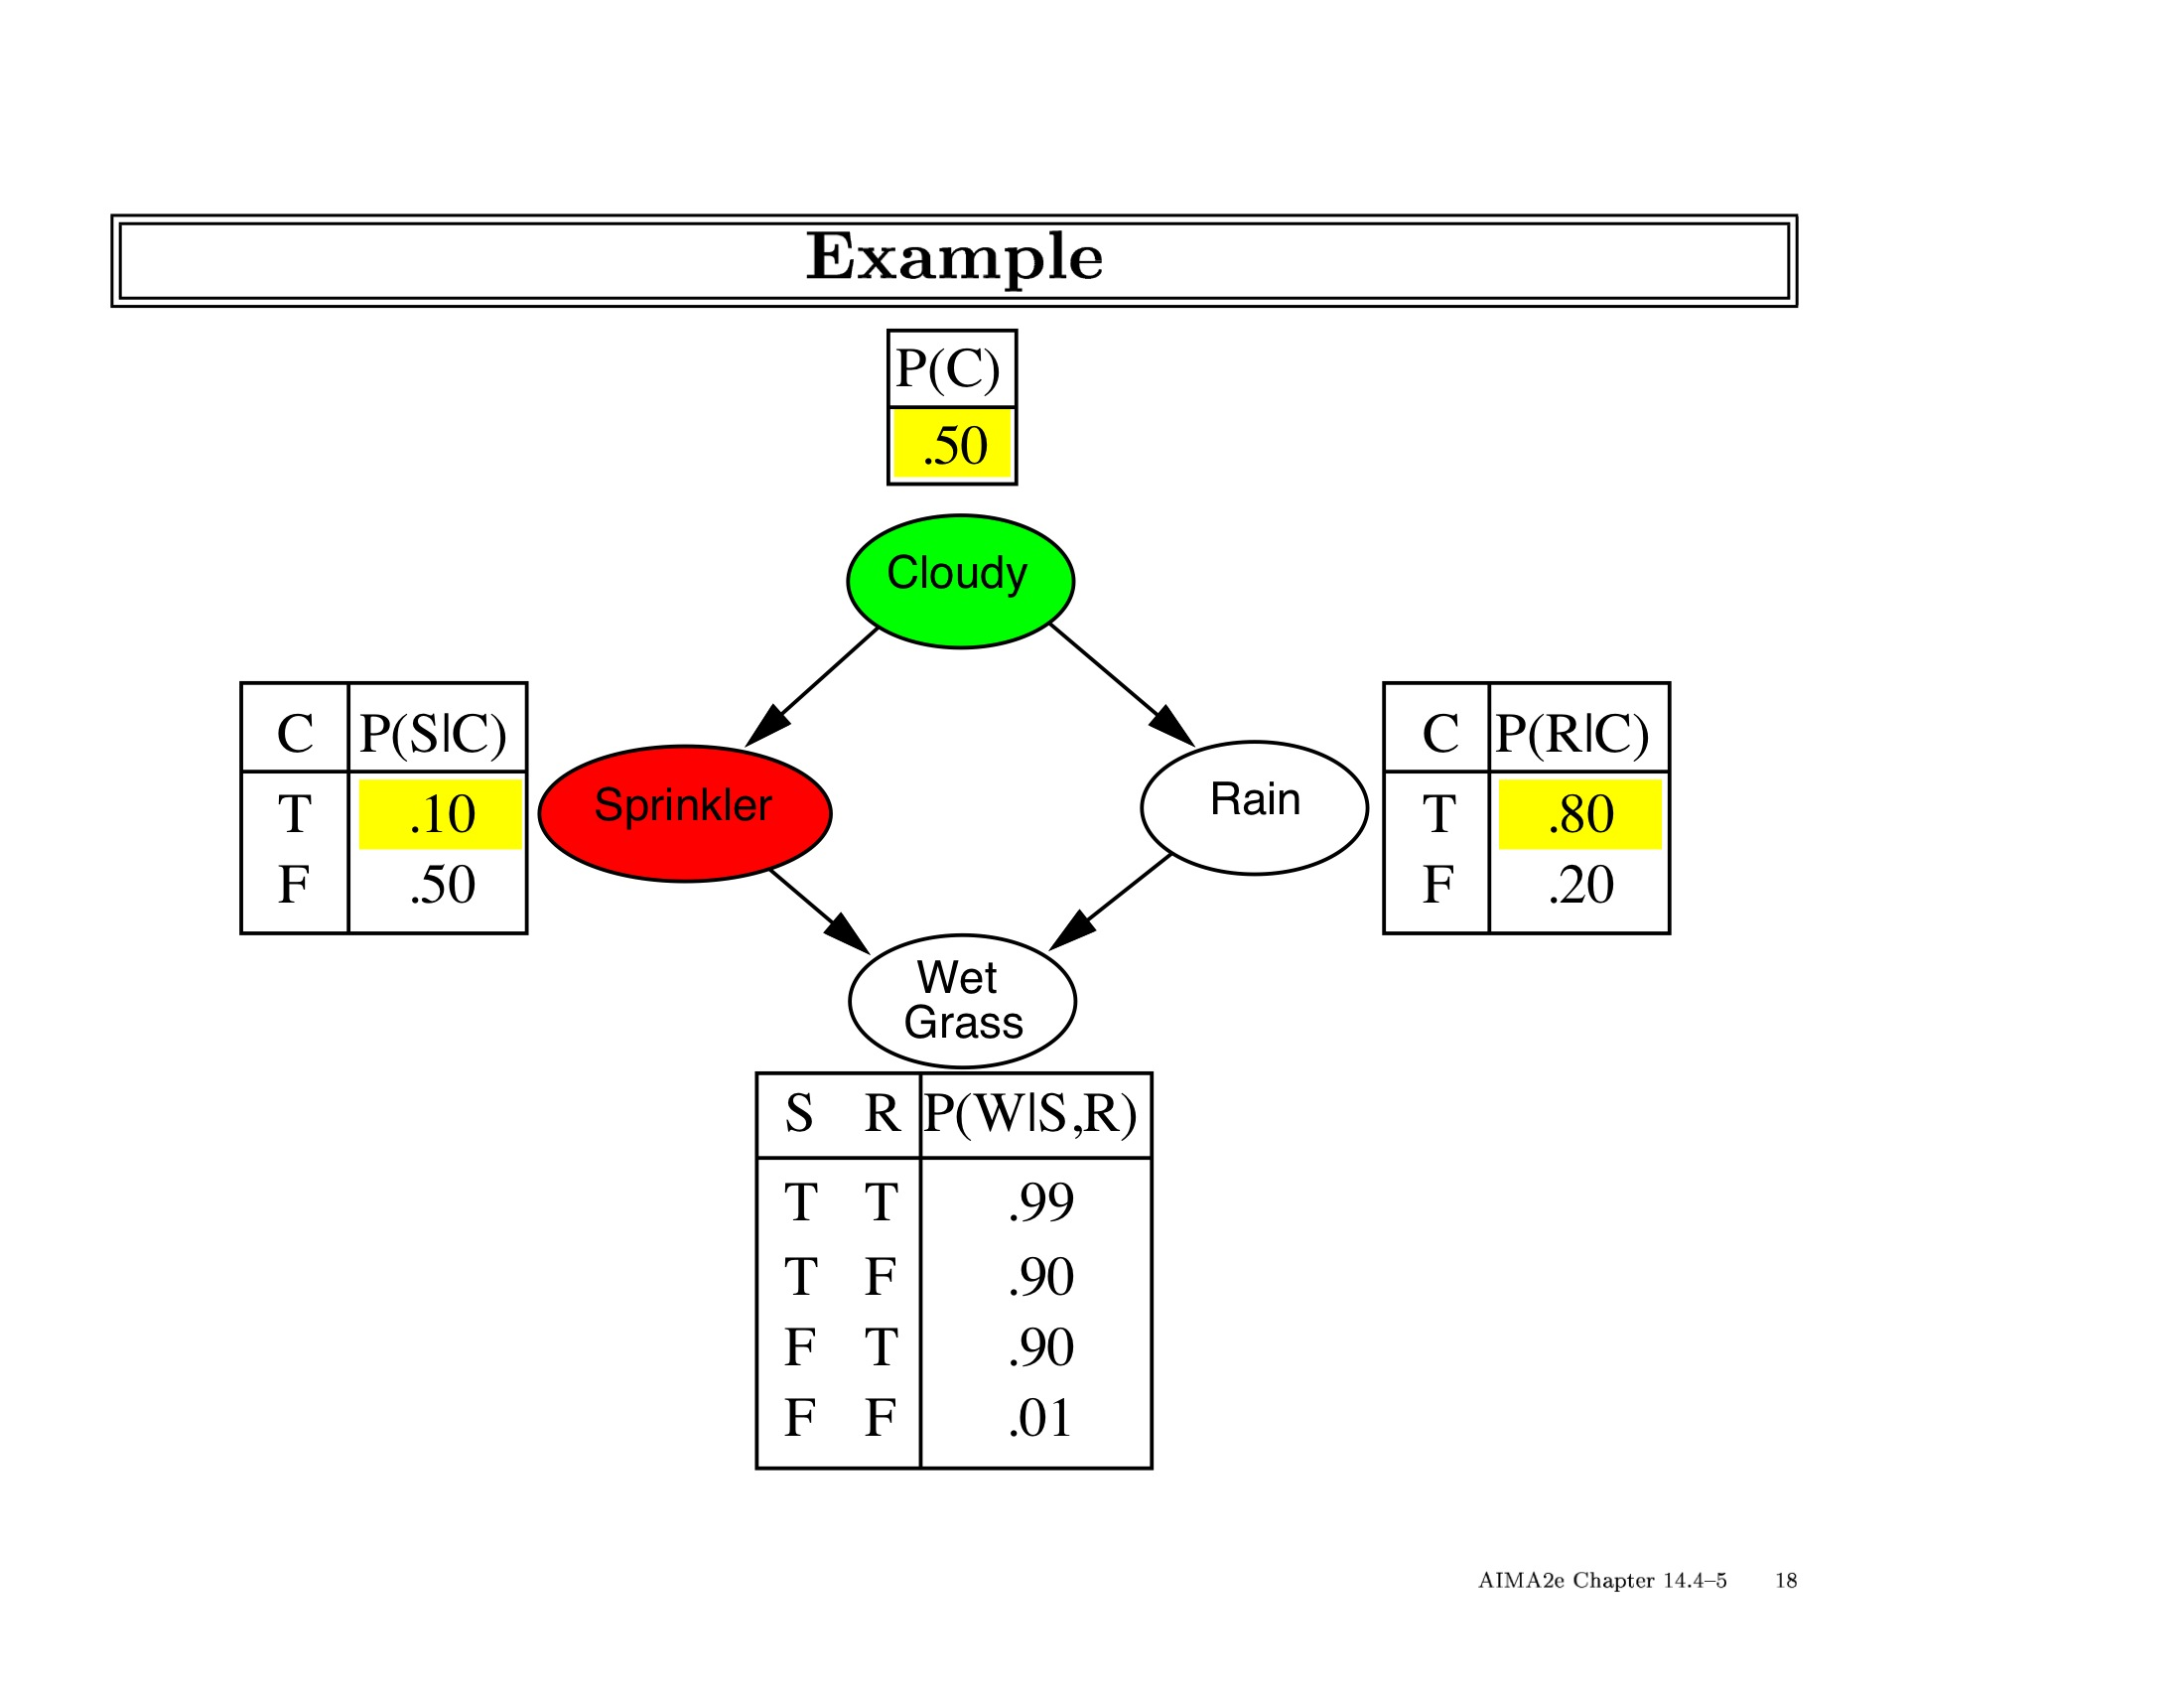 Example
P(C)
.50
Cloudy
C P(S|C)
T .10
F .50
Sprinkler
Rain
C P(R|C)
T .80
F .20
Wet
Grass
S R P(W|S,R)
T T .99
T F .90
F T .90
F F .01
AIMA2e Chapter 14.4–5 18